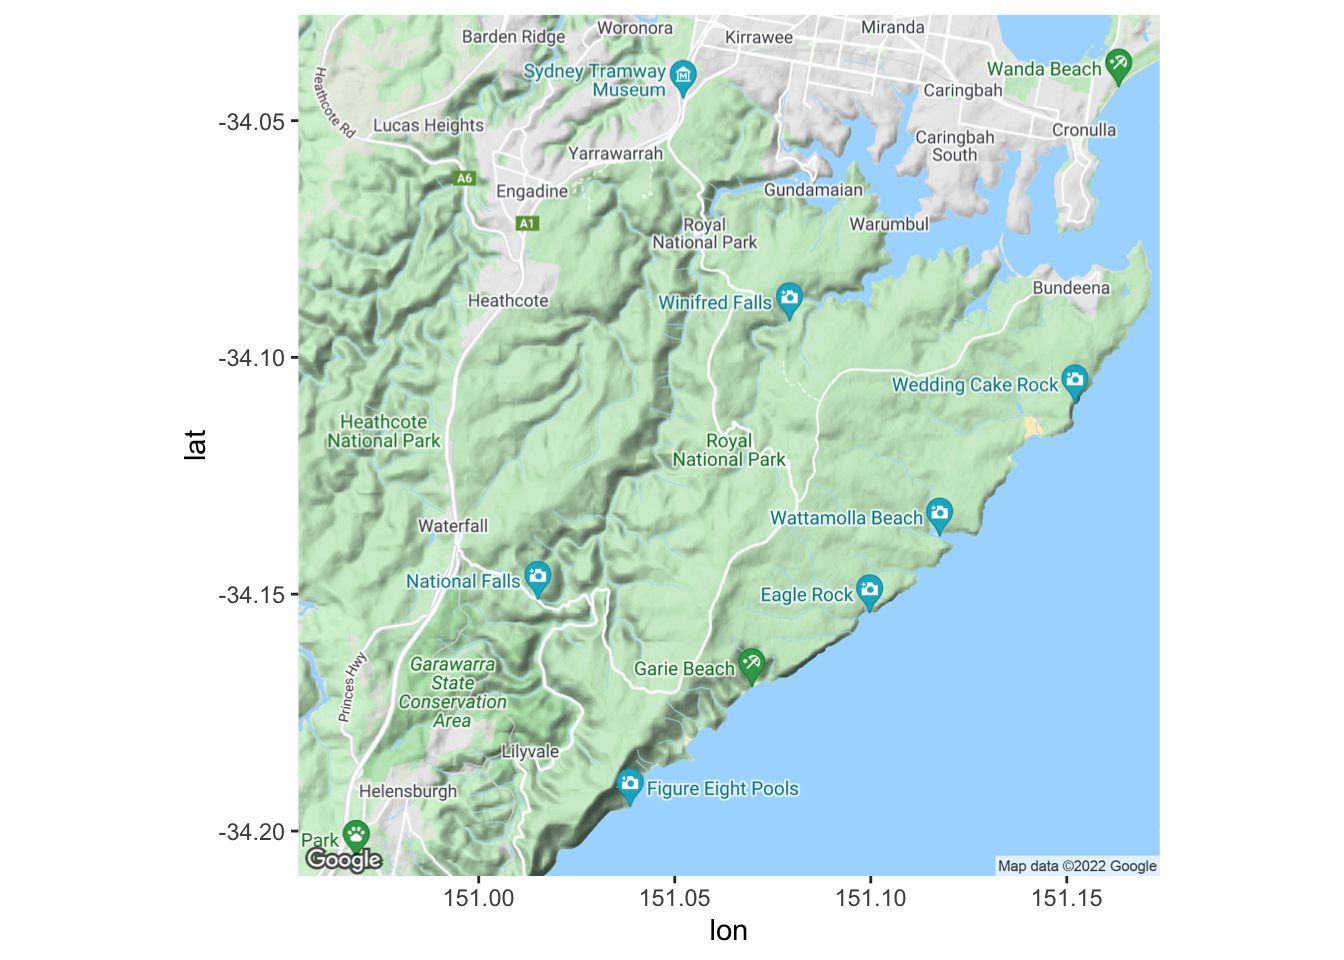 Barden Ridge
Woronora
Kirrawee
Miranda
Sydney Tramway
Museum
Wanda Beach
Heathcote Rd
Caringbah
-34.05
Lucas Heights
Cronulla
Caringbah
South
Yarrawarrah
A6
Engadine
Gundamaian
A1
Royal
National Park
Warumbul
Heathcote
Winifred Falls
Bundeena
-34.10
Wedding Cake Rock
Heathcote
National Park
Royal
National Park
Waterfall
Wattamolla Beach
National Falls
-34.15
Eagle Rock
Garawarra
State
Conservation
Area
Garie Beach
Princes Hwy
Lilyvale
Helensburgh
Figure Eight Pools
-34.20
Park
Google
Map data ©2022 Google
151.00
151.05
151.10
151.15
lon
lat